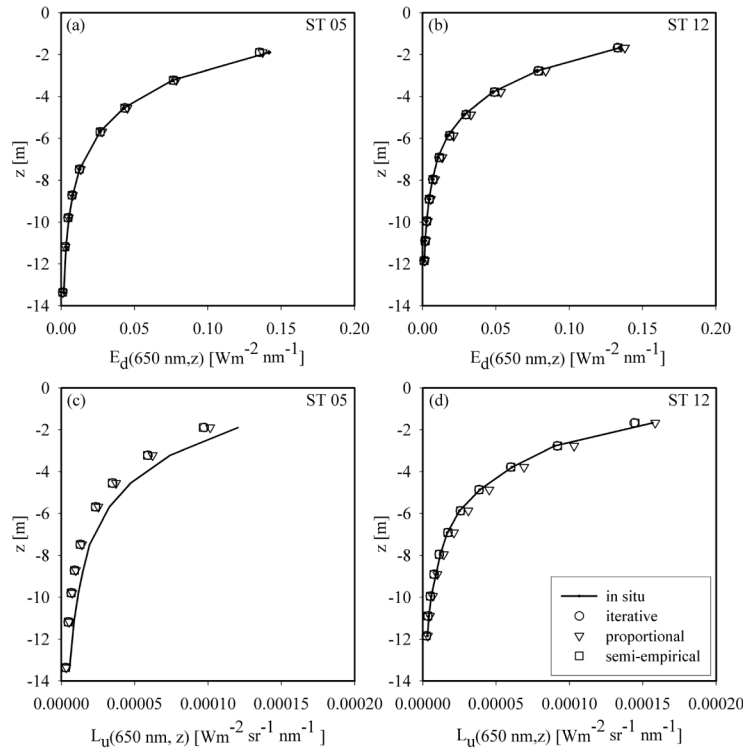 (a) ST 05
0
-2
-4
-6
-8
-10
-12
-14
z [m]
0.00 0.05 0.10 0.15 0.20
E_d(650 nm,z) [Wm^-2 nm^-1]
(b) ST 12
0
-2
-4
-6
-8
-10
-12
-14
z [m]
0.00 0.05 0.10 0.15 0.20
E_d(650 nm,z) [Wm^-2 nm^-1]
(c) ST 05
0
-2
-4
-6
-8
-10
-12
-14
z [m]
0.00000 0.00005 0.00010 0.00015 0.00020
L_u(650 nm, z) [Wm^-2 sr^-1 nm^-1 ]
(d) ST 12
0
-2
-4
-6
-8
-10
-12
-14
z [m]
in situ
iterative
proportional
semi-empirical
0.00000 0.00005 0.00010 0.00015 0.00020
L_u(650 nm,z) [Wm^-2 sr^-1 nm^-1]